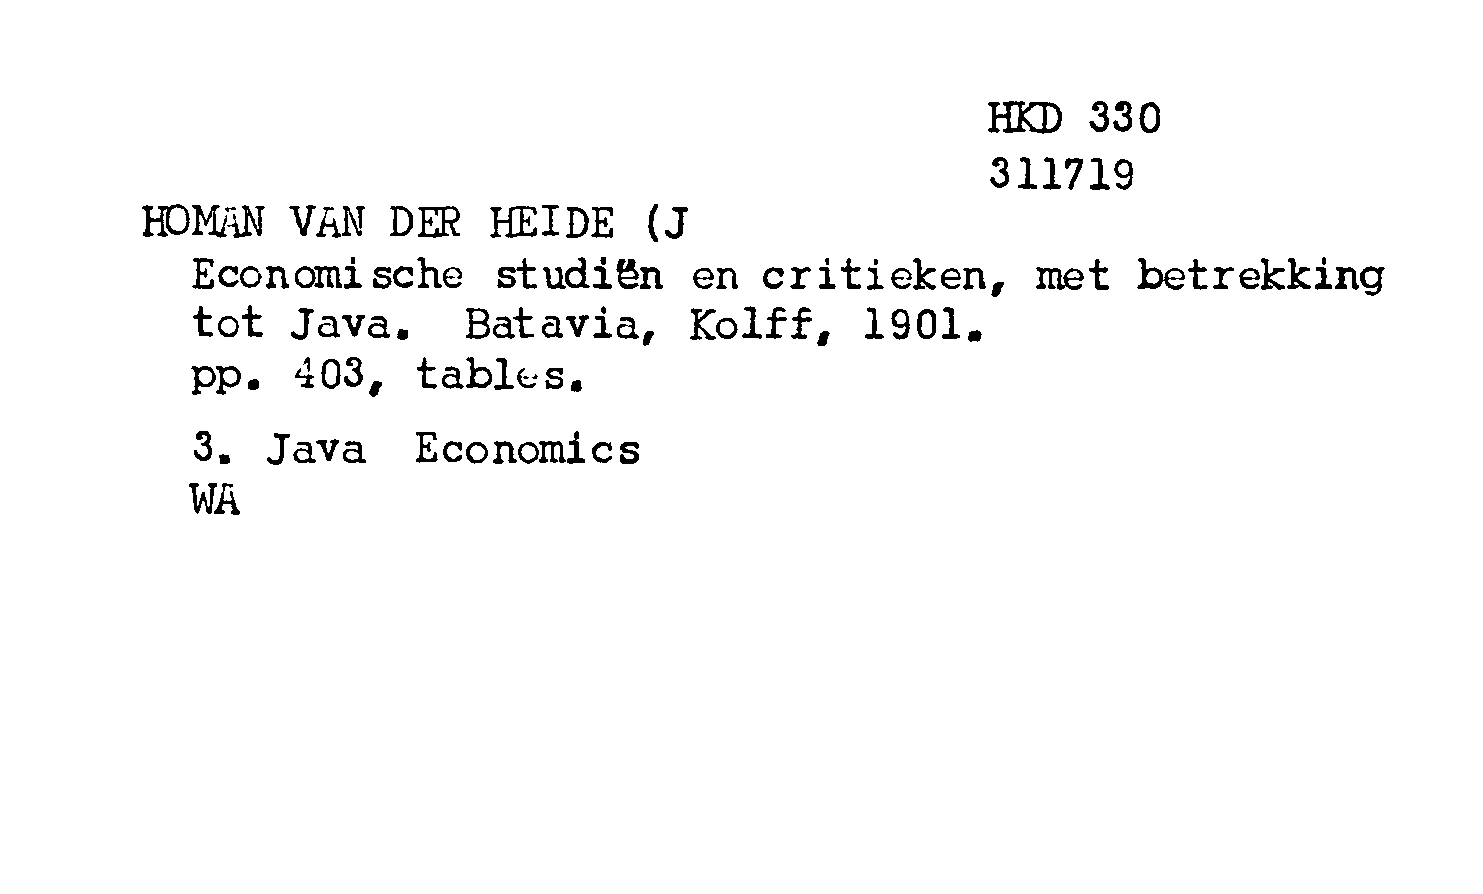 HKD 330
311719
HOMAN VAN DER HEIDE (J
Economische studiën en critieken, met betrekking
tot Java. Batavia, Kolff, 1901.
pp. 403, tables.
3. Java Economics
WA